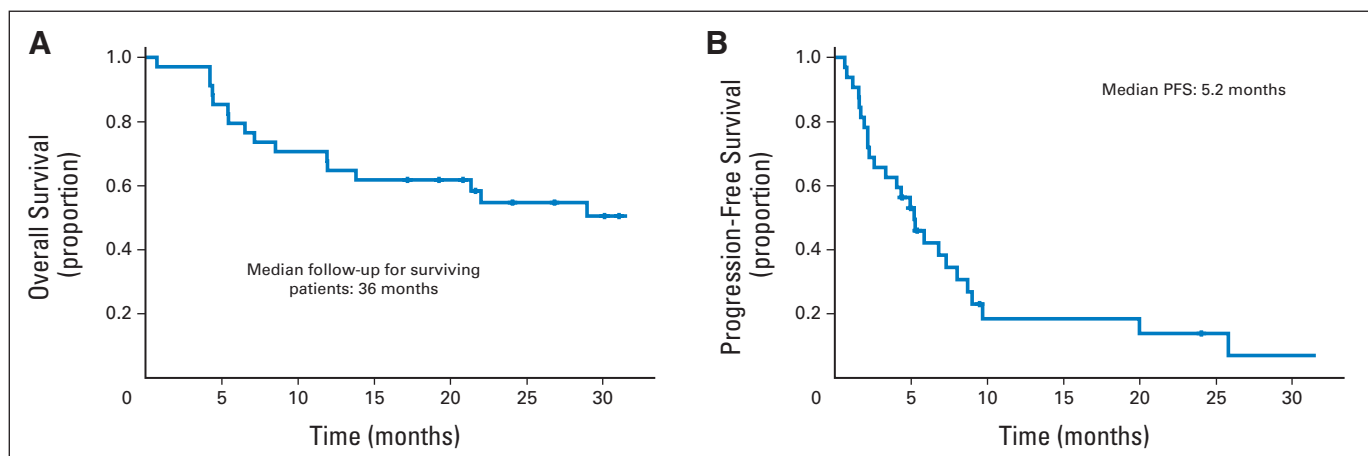 A
Overall Survival
(proportion)
1.0
0.8
0.6
0.4
0.2
0 5 10 15 20 25 30
Time (months)
Median follow-up for surviving
patients: 36 months
B
Progression-Free Survival
(proportion)
1.0
0.8
0.6
0.4
0.2
0 5 10 15 20 25 30
Time (months)
Median PFS: 5.2 months